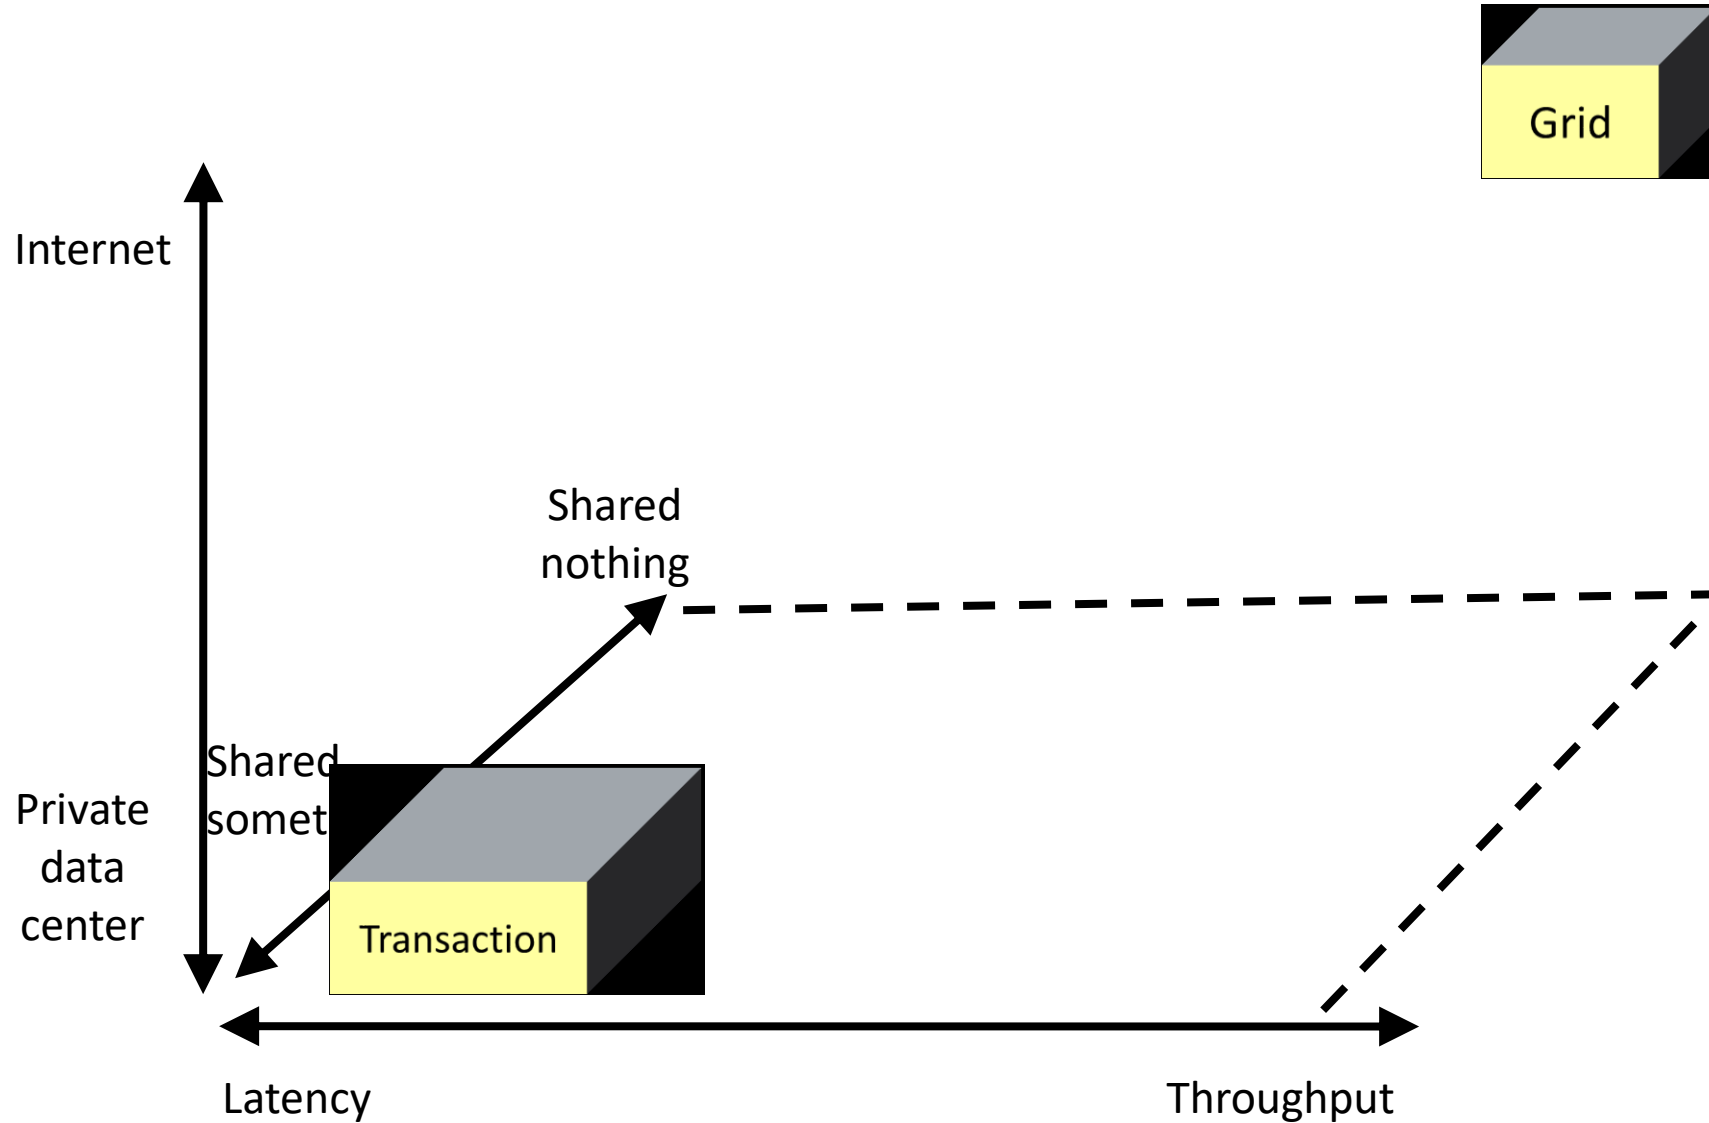 Grid
Internet
Shared
nothing
Shared
somet
Private
data
center
Transaction
Latency
Throughput